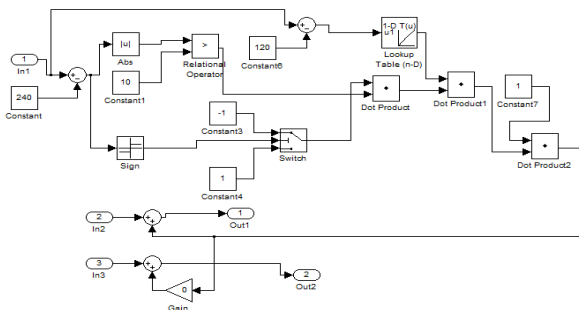 1
In1
240
Constant
|u|
Abs
10
Constant1
>
Relational
Operator
120
Constant6
1-D T(u)
u1
Lookup
Table (n-D)
Dot Product
Dot Product1
1
Constant7
Dot Product2
Sign
-1
Constant3
Switch
1
Constant4
2
In2
1
Out1
3
In3
0
Gain
2
Out2